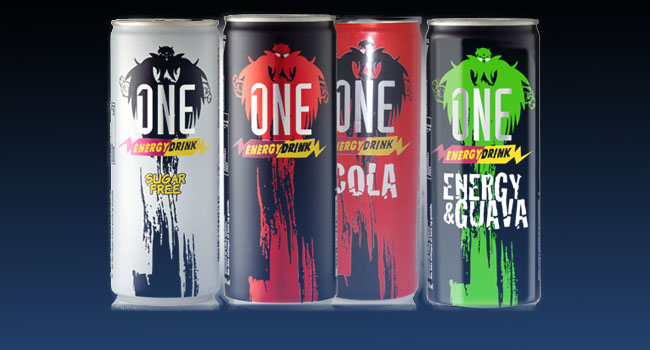 ONE
ENERGY DRINK
SUGAR
FREE
ONE
ENERGY DRINK
ONE
ENERGY DRINK
COLA
ONE
ENERGY DRINK
ENERGY
&GUAVA